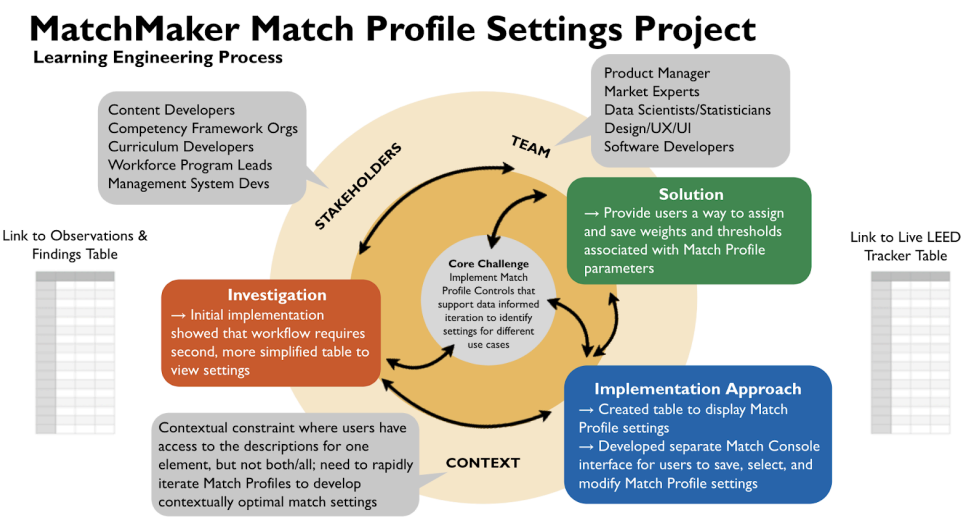 MatchMaker Match Profile Settings Project
Learning Engineering Process
Content Developers
Competency Framework Orgs
Curriculum Developers
Workforce Program Leads
Management System Devs
Product Manager
Market Experts
Data Scientists/Statisticians
Design/UX/UI
Software Developers
STAKEHOLDERS
TEAM
Solution
→ Provide users a way to assign
and save weights and thresholds
associated with Match Profile
parameters
Link to Observations &
Findings Table
Link to Live LEED
Tracker Table
Core Challenge
Implement Match
Profile Controls that
support data informed
iteration to identify
settings for different
use cases
Investigation
→ Initial implementation
showed that workflow requires
second, more simplified table to
view settings
Implementation Approach
→ Created table to display Match
Profile settings
→ Developed separate Match Console
interface for users to save, select, and
modify Match Profile settings
Contextual constraint where users have
access to the descriptions for one
element, but not both/all; need to rapidly
iterate Match Profiles to develop
contextually optimal match settings
CONTEXT